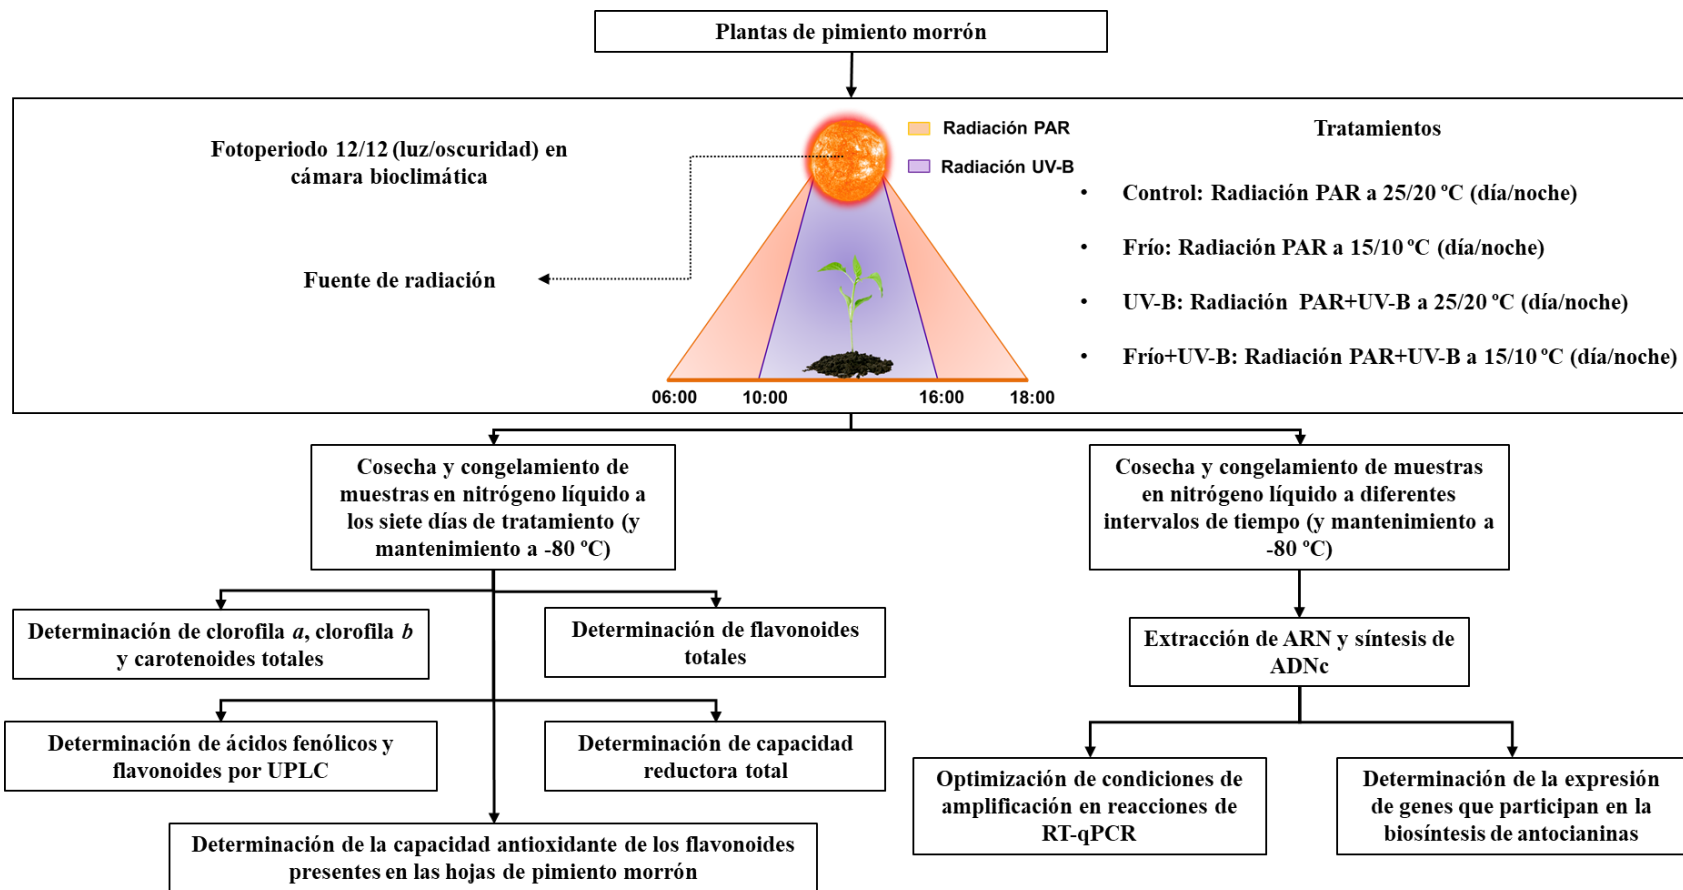 Plantas de pimiento morrón
Fotoperiodo 12/12 (luz/oscuridad) en
cámara bioclimática
Fuente de radiación
Radiación PAR
Radiación UV-B
06:00
10:00
16:00
18:00
Tratamientos
• Control: Radiación PAR a 25/20 ºC (día/noche)
• Frío: Radiación PAR a 15/10 ºC (día/noche)
• UV-B: Radiación PAR+UV-B a 25/20 ºC (día/noche)
• Frío+UV-B: Radiación PAR+UV-B a 15/10 ºC (día/noche)
Cosecha y congelamiento de
muestras en nitrógeno líquido a
los siete días de tratamiento (y
mantenimiento a -80 ºC)
Determinación de clorofila a, clorofila b
y carotenoides totales
Determinación de flavonoides
totales
Determinación de ácidos fenólicos y
flavonoides por UPLC
Determinación de capacidad
reductora total
Determinación de la capacidad antioxidante de los flavonoides
presentes en las hojas de pimiento morrón
Cosecha y congelamiento de muestras
en nitrógeno líquido a diferentes
intervalos de tiempo (y mantenimiento a
-80 ºC)
Extracción de ARN y síntesis de
ADNc
Optimización de condiciones de
amplificación en reacciones de
RT-qPCR
Determinación de la expresión
de genes que participan en la
biosíntesis de antocianinas